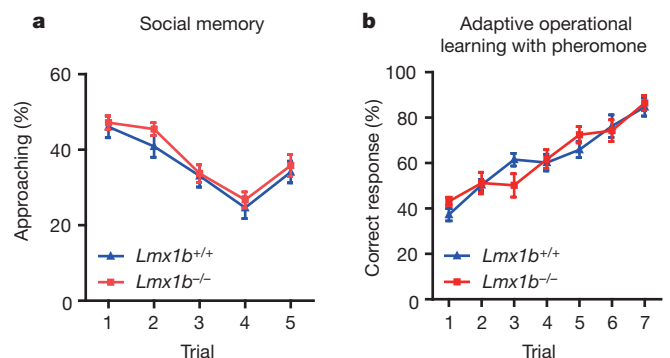 a
Social memory
Approaching (%)
60
40
20
0
Lmx1b+/+
Lmx1b−/−
1 2 3 4 5
Trial
b
Adaptive operational
learning with pheromone
Correct response (%)
100
80
60
40
20
0
Lmx1b+/+
Lmx1b−/−
1 2 3 4 5 6 7
Trial